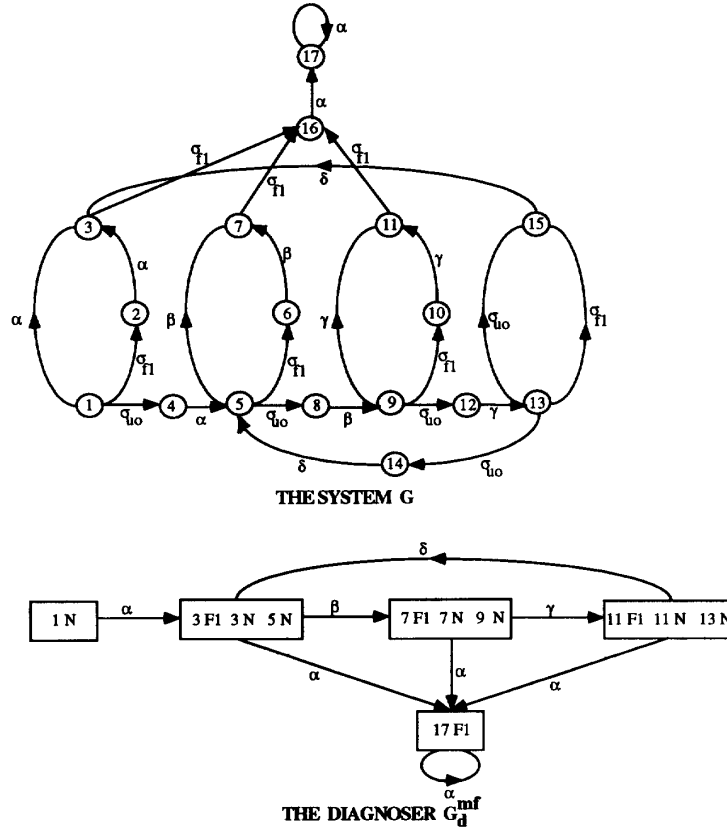 α
17
α
16
σf1 σf1 σf1
δ
3 7 11 15
α β γ
α 2 β 6 γ 10 σuo σf1
σf1 σf1 σf1
1 σuo 4 α 5 σuo 8 β 9 σuo 12 γ 13
δ 14 σuo
THE SYSTEM G
δ
1 N α 3 F1 3 N 5 N β 7 F1 7 N 9 N γ 11 F1 11 N 13 N
α α α
17 F1
α
THE DIAGNOSER G_d^mf